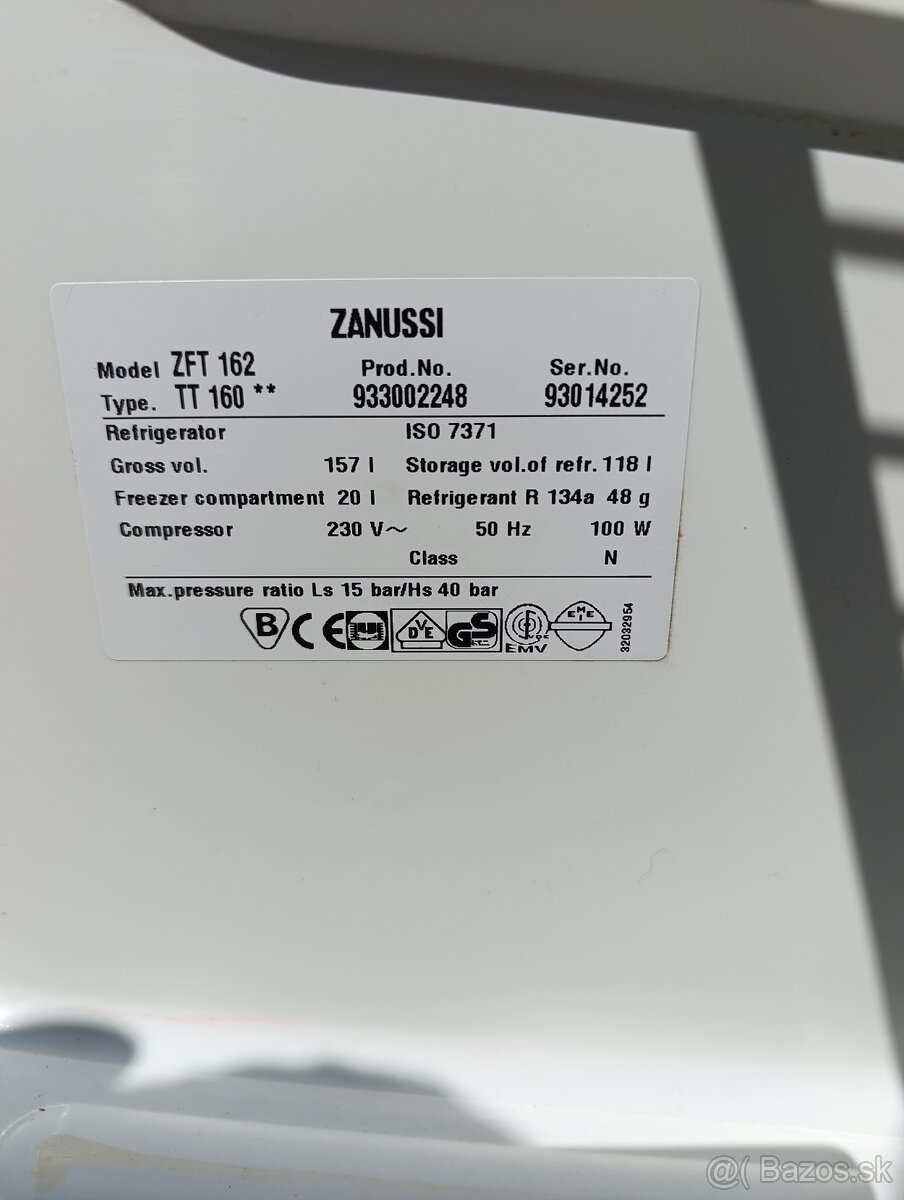 ZANUSSI
Model ZFT 162 Prod.No. Ser.No.
Type. TT 160 ** 933002248 93014252
Refrigerator ISO 7371
Gross vol. 157 l Storage vol.of refr. 118 l
Freezer compartment 20 l Refrigerant R 134a 48 g
Compressor 230 V~ 50 Hz 100 W
Class N
Max.pressure ratio Ls 15 bar/Hs 40 bar
B CE DVE GS EMV EMEI
32032954
@( Bazos.sk